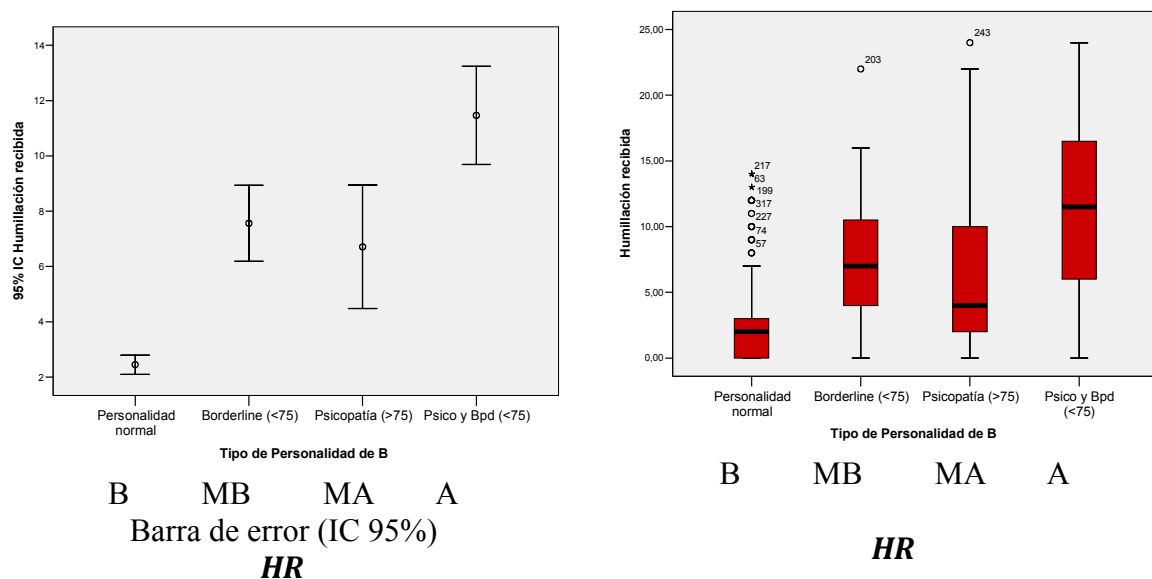 14
12
10
8
6
4
2
95% IC Humillación recibida
Personalidad normal
Borderline (<75)
Psicopatía (>75)
Psico y Bpd (<75)
Tipo de Personalidad de B
B MB MA A
Barra de error (IC 95%)
HR
25,00
20,00
15,00
10,00
5,00
0,00
Humillación recibida
217
63
199
317
227
74
57
203
243
Personalidad normal
Borderline (<75)
Psicopatía (>75)
Psico y Bpd (<75)
Tipo de Personalidad de B
B MB MA A
HR